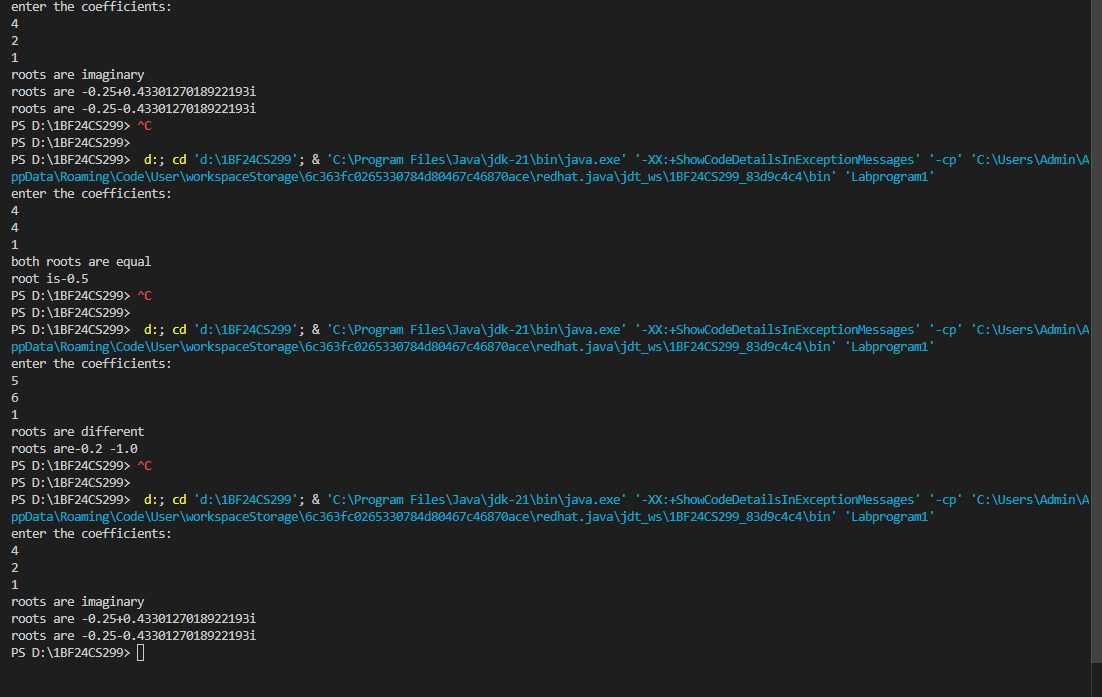 enter the coefficients:
4
2
1
roots are imaginary
roots are -0.25+0.4330127018922193i
roots are -0.25-0.4330127018922193i
PS D:\1BF24CS299> ^C
PS D:\1BF24CS299>
PS D:\1BF24CS299>  d:; cd 'd:\1BF24CS299'; & 'C:\Program Files\Java\jdk-21\bin\java.exe' '-XX:+ShowCodeDetailsInExceptionMessages' '-cp' 'C:\Users\Admin\A
ppData\Roaming\Code\User\workspaceStorage\6c363fc0265330784d80467c46870ace\redhat.java\jdt_ws\1BF24CS299_83d9c4c4\bin' 'Labprogram1'
enter the coefficients:
4
4
1
both roots are equal
root is-0.5
PS D:\1BF24CS299> ^C
PS D:\1BF24CS299>
PS D:\1BF24CS299>  d:; cd 'd:\1BF24CS299'; & 'C:\Program Files\Java\jdk-21\bin\java.exe' '-XX:+ShowCodeDetailsInExceptionMessages' '-cp' 'C:\Users\Admin\A
ppData\Roaming\Code\User\workspaceStorage\6c363fc0265330784d80467c46870ace\redhat.java\jdt_ws\1BF24CS299_83d9c4c4\bin' 'Labprogram1'
enter the coefficients:
5
6
1
roots are different
roots are-0.2 -1.0
PS D:\1BF24CS299> ^C
PS D:\1BF24CS299>
PS D:\1BF24CS299>  d:; cd 'd:\1BF24CS299'; & 'C:\Program Files\Java\jdk-21\bin\java.exe' '-XX:+ShowCodeDetailsInExceptionMessages' '-cp' 'C:\Users\Admin\A
ppData\Roaming\Code\User\workspaceStorage\6c363fc0265330784d80467c46870ace\redhat.java\jdt_ws\1BF24CS299_83d9c4c4\bin' 'Labprogram1'
enter the coefficients:
4
2
1
roots are imaginary
roots are -0.25+0.4330127018922193i
roots are -0.25-0.4330127018922193i
PS D:\1BF24CS299>